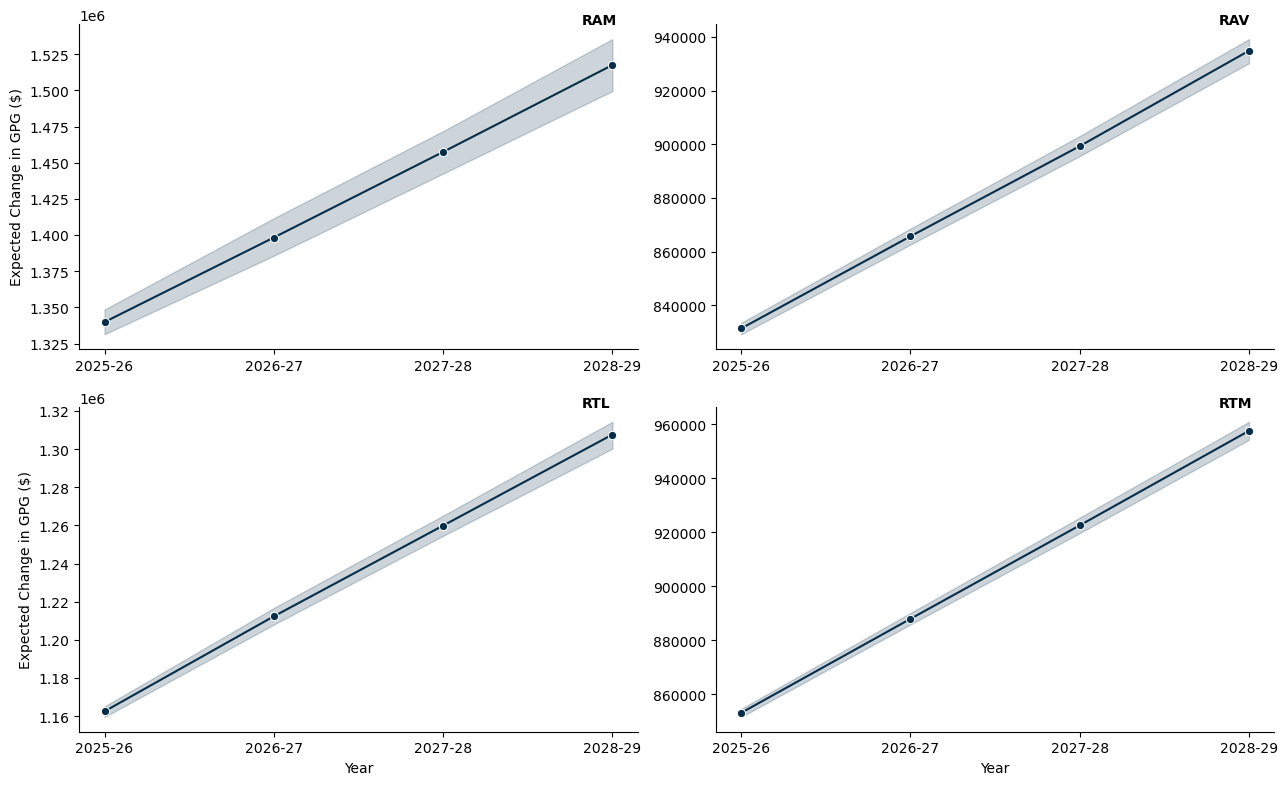 1e6
RAM
Expected Change in GPG ($)
1.525
1.500
1.475
1.450
1.425
1.400
1.375
1.350
1.325
2025-26 2026-27 2027-28 2028-29
RAV
940000
920000
900000
880000
860000
840000
2025-26 2026-27 2027-28 2028-29
1e6
RTL
Expected Change in GPG ($)
1.32
1.30
1.28
1.26
1.24
1.22
1.20
1.18
1.16
2025-26 2026-27 2027-28 2028-29
Year
RTM
960000
940000
920000
900000
880000
860000
2025-26 2026-27 2027-28 2028-29
Year